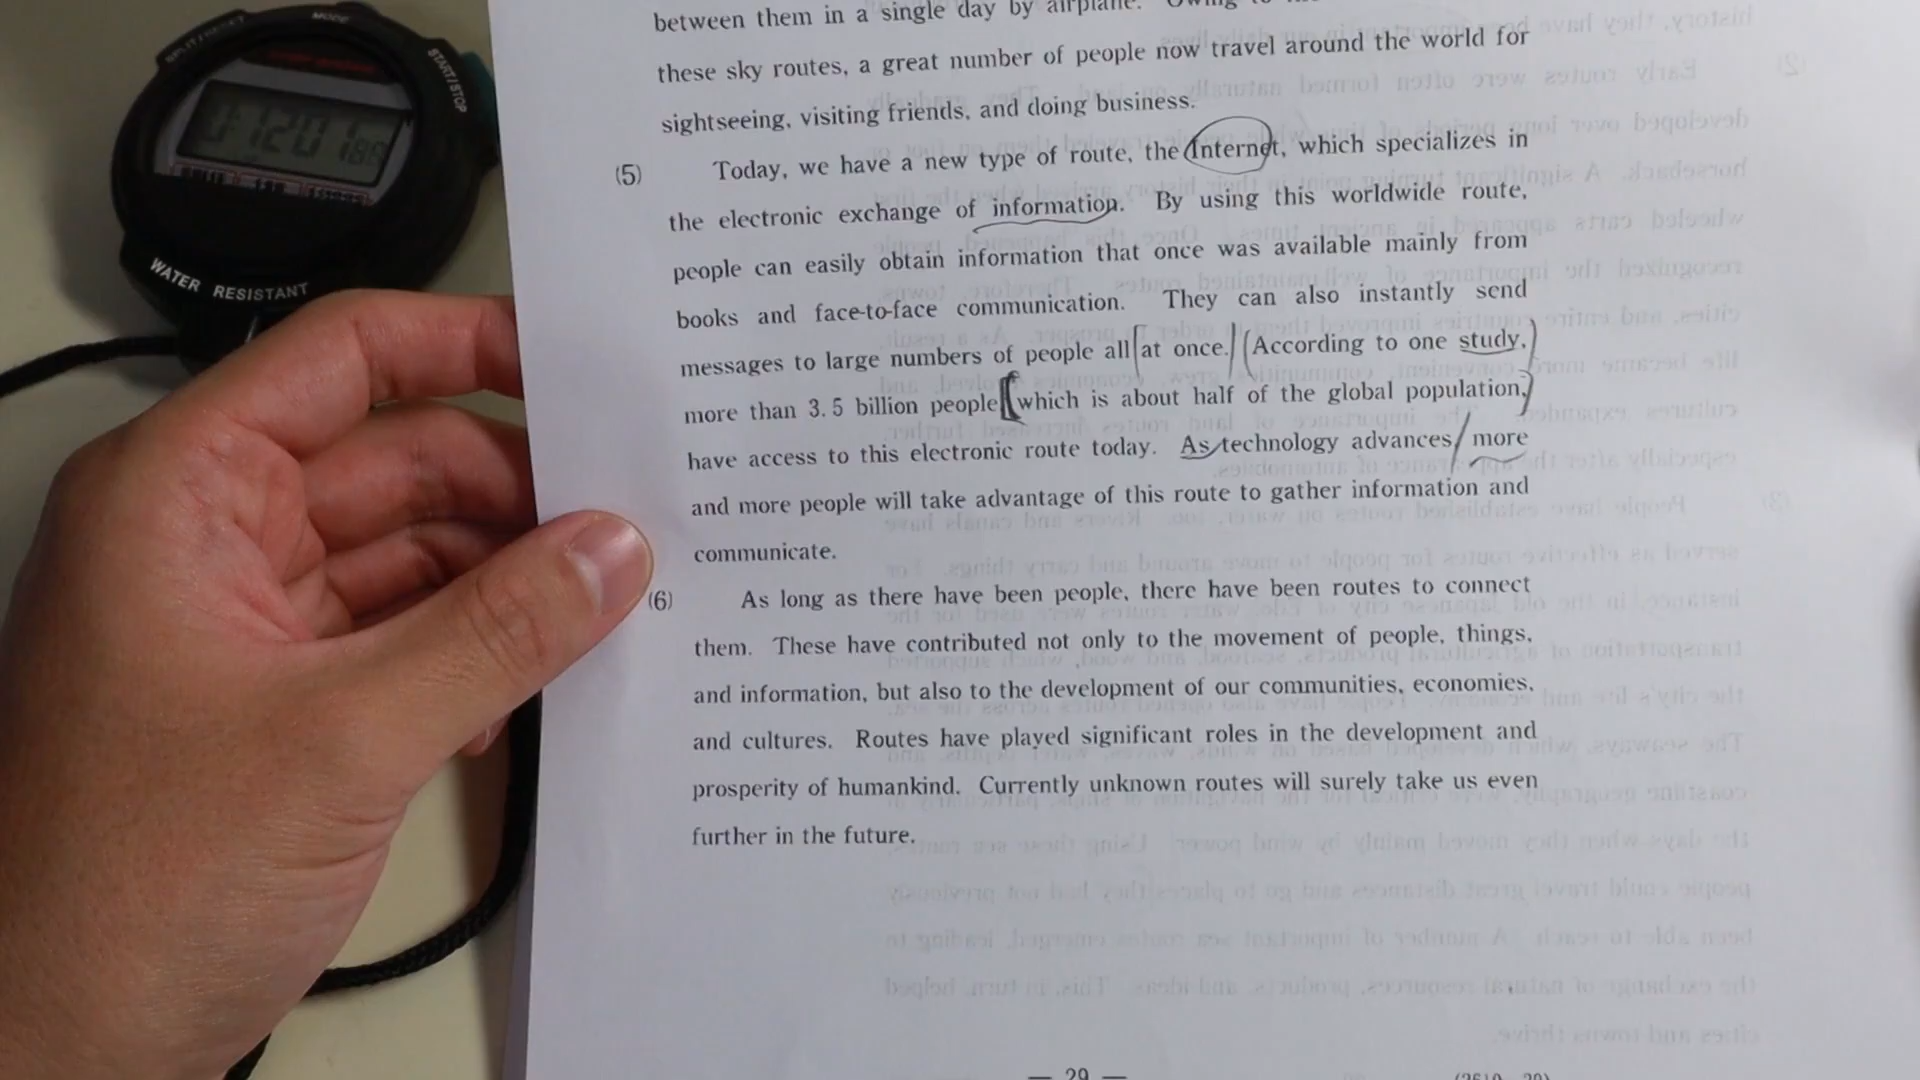 MODE
START/STOP
WATER RESISTANT
between them in a single day by airplane. Owing to
these sky routes, a great number of people now travel around the world for
sightseeing, visiting friends, and doing business.
(5) Today, we have a new type of route, the Internet, which specializes in
the electronic exchange of information. By using this worldwide route,
people can easily obtain information that once was available mainly from
books and face-to-face communication. They can also instantly send
messages to large numbers of people all at once. According to one study,
more than 3.5 billion people, which is about half of the global population,
have access to this electronic route today. As technology advances, more
and more people will take advantage of this route to gather information and
communicate.
(6) As long as there have been people, there have been routes to connect
them. These have contributed not only to the movement of people, things,
and information, but also to the development of our communities, economies,
and cultures. Routes have played significant roles in the development and
prosperity of humankind. Currently unknown routes will surely take us even
further in the future.
— 29 —